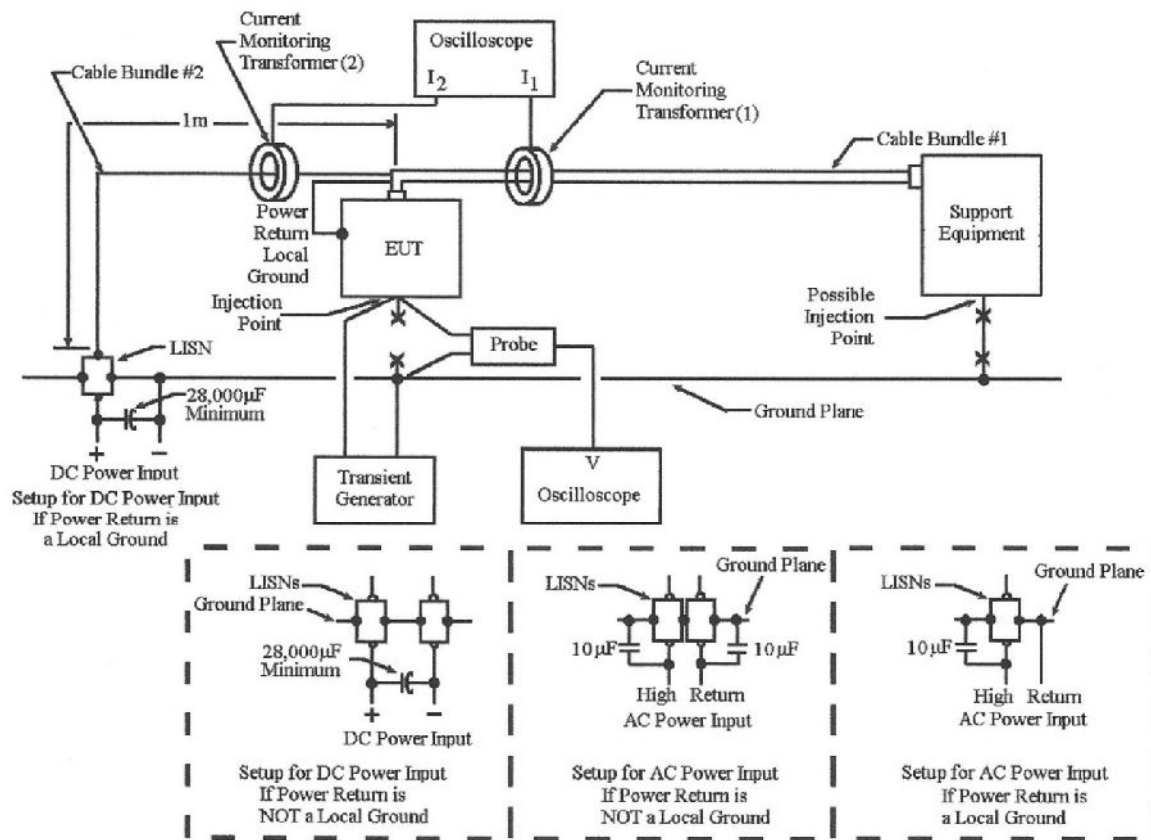 Current
Monitoring
Transformer (2)
Oscilloscope
I2 I1
Current
Monitoring
Transformer (1)
Cable Bundle #2
1m
Cable Bundle #1
Power
Return
Local
Ground
EUT
Support
Equipment
Injection
Point
Possible
Injection
Point
Probe
LISN
28,000µF
Minimum
Ground Plane
+ −
DC Power Input
Setup for DC Power Input
If Power Return is
a Local Ground
Transient
Generator
V
Oscilloscope
LISNs
Ground Plane
28,000µF
Minimum
+ −
DC Power Input
Setup for DC Power Input
If Power Return is
NOT a Local Ground
LISNs
Ground Plane
10 µF 10 µF
High Return
AC Power Input
Setup for AC Power Input
If Power Return is
NOT a Local Ground
LISNs
Ground Plane
10 µF
High Return
AC Power Input
Setup for AC Power Input
If Power Return is
a Local Ground